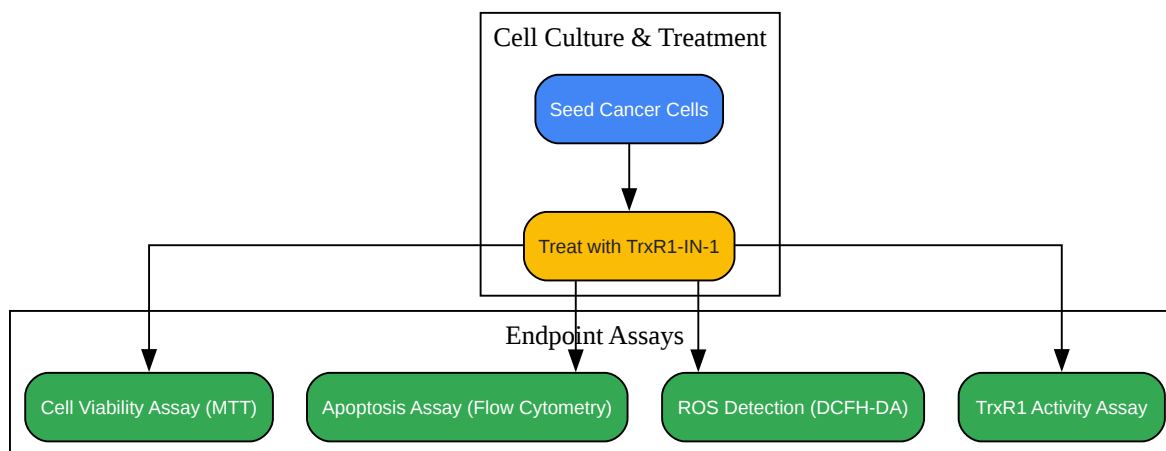 Cell Culture & Treatment
Seed Cancer Cells
Treat with TrxR1-IN-1
Endpoint Assays
Cell Viability Assay (MTT)
Apoptosis Assay (Flow Cytometry)
ROS Detection (DCFH-DA)
TrxR1 Activity Assay